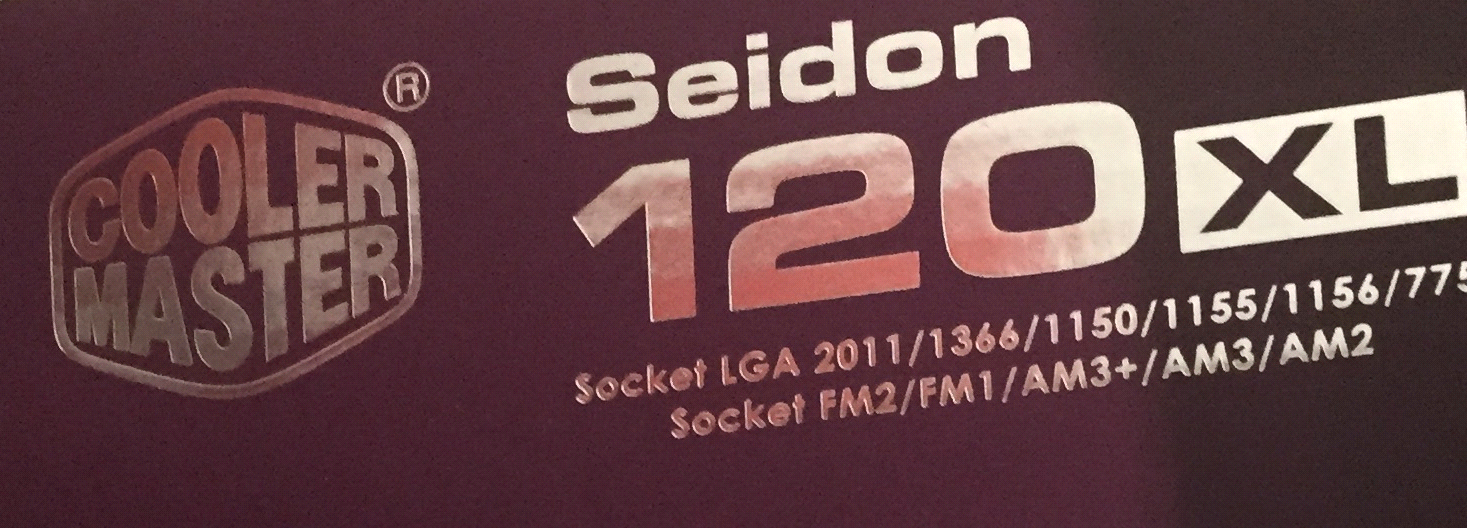 COOLER
MASTER
®
Seidon
120 XL
Socket LGA 2011/1366/1150/1155/1156/775
Socket FM2/FM1/AM3+/AM3/AM2